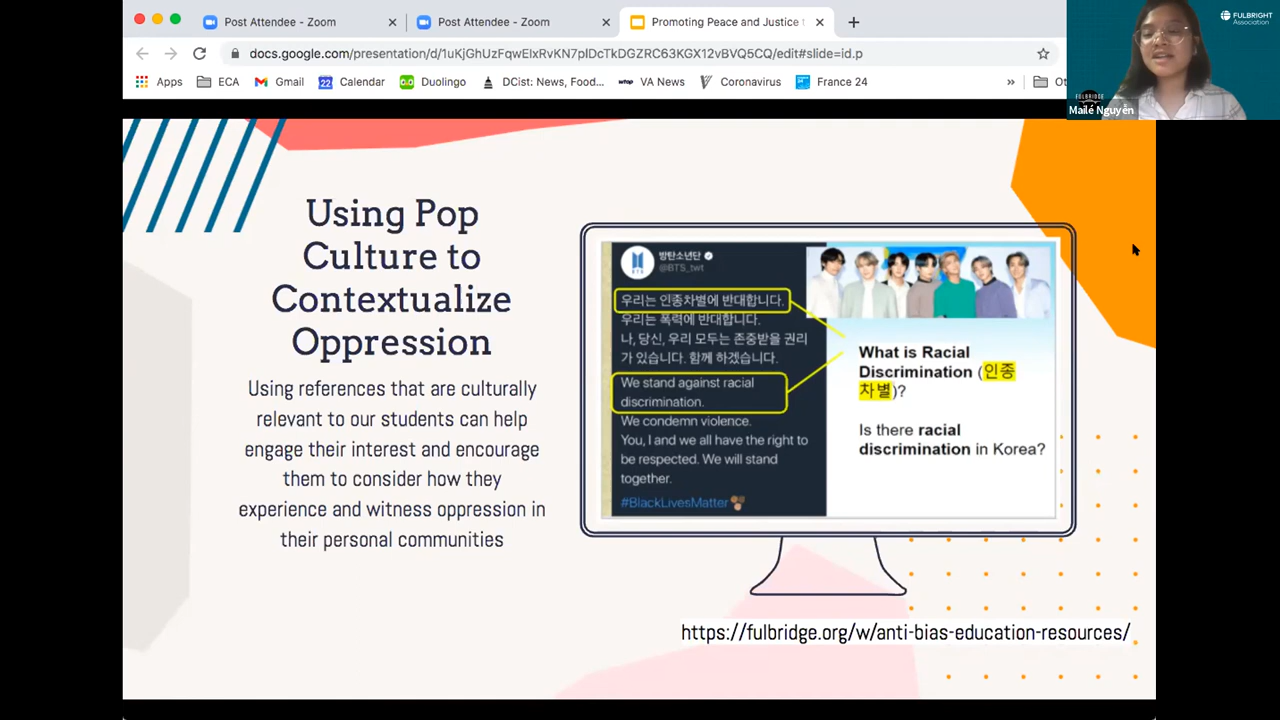 Post Attendee - Zoom
Post Attendee - Zoom
Promoting Peace and Justice
docs.google.com/presentation/d/1uKjGhUzFqwEIxRvKN7pIDcTkDGZRC63KGX12vBVQ5CQ/edit#slide=id.p
Apps
ECA
Gmail
22 Calendar
Duolingo
DCist: News, Food...
wtop VA News
Coronavirus
France 24
»
FULBRIGHT
Association
FULBRIDGE
Mailé Nguyễn
Using Pop
Culture to
Contextualize
Oppression
Using references that are culturally
relevant to our students can help
engage their interest and encourage
them to consider how they
experience and witness oppression in
their personal communities
BTS
방탄소년단
@BTS_twt
우리는 인종차별에 반대합니다.
우리는 폭력에 반대합니다.
나, 당신, 우리 모두는 존중받을 권리
가 있습니다. 함께 하겠습니다.
We stand against racial
discrimination.
We condemn violence.
You, I and we all have the right to
be respected. We will stand
together.
#BlackLivesMatter
What is Racial
Discrimination (인종
차별)?
Is there racial
discrimination in Korea?
https://fulbridge.org/w/anti-bias-education-resources/